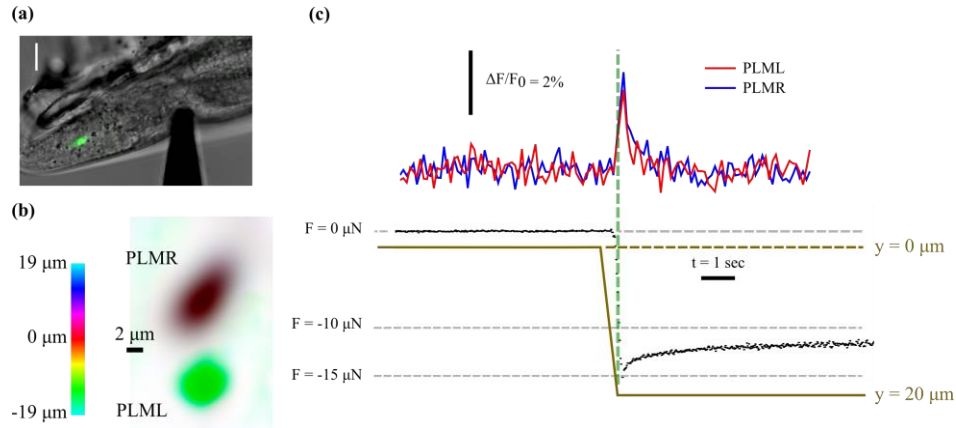 (a)
(b)
19 μm
0 μm
-19 μm
PLMR
2 μm
PLML
(c)
ΔF/F0 = 2%
PLML
PLMR
F = 0 μN
y = 0 μm
t = 1 sec
F = -10 μN
F = -15 μN
y = 20 μm